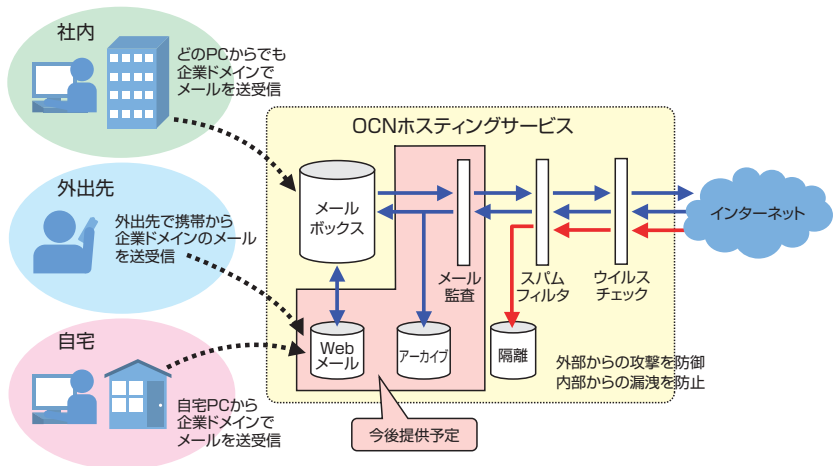 社内
どのPCからでも
企業ドメインで
メールを送受信
外出先
外出先で携帯から
企業ドメインのメール
を送受信
自宅
自宅PCから
企業ドメインで
メールを送受信
OCNホスティングサービス
メール
ボックス
メール
監査
スパム
フィルタ
ウイルス
チェック
インターネット
Web
メール
アーカイブ
隔離
外部からの攻撃を防御
内部からの漏洩を防止
今後提供予定